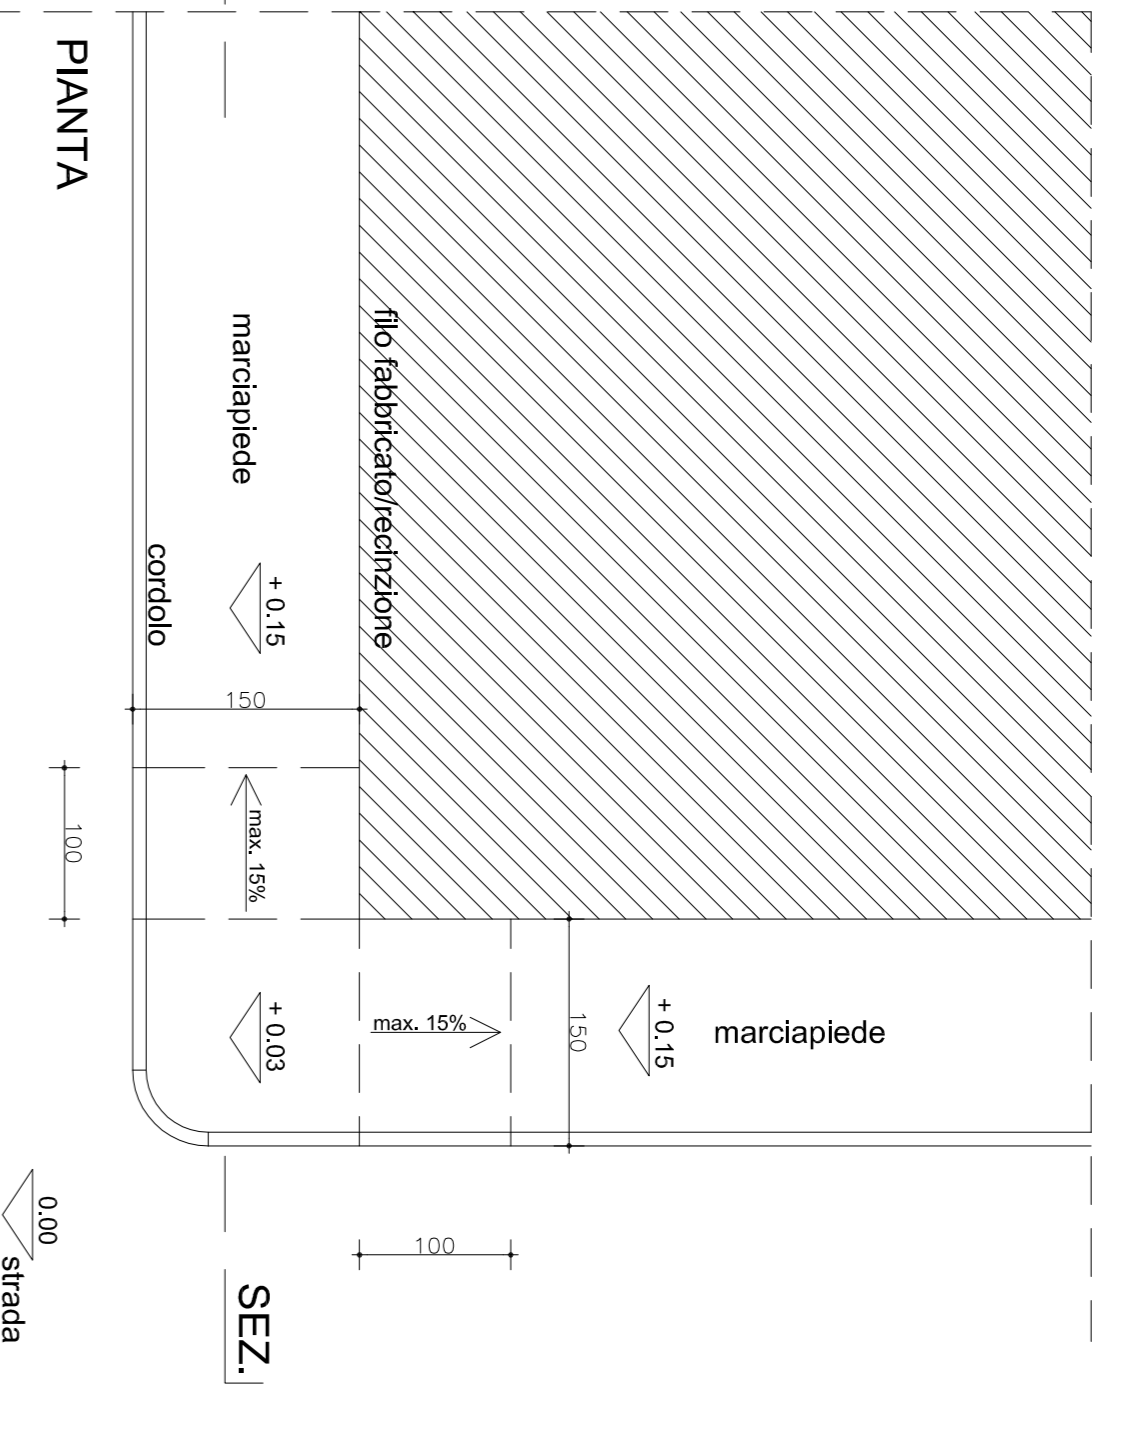 PIANTA
marciapiede
filo fabbricato/recinzione
cordolo
+ 0.15
150
100
max. 15%
+ 0.03
max. 15%
150
+ 0.15
marciapiede
100
0.00
strada
SEZ.